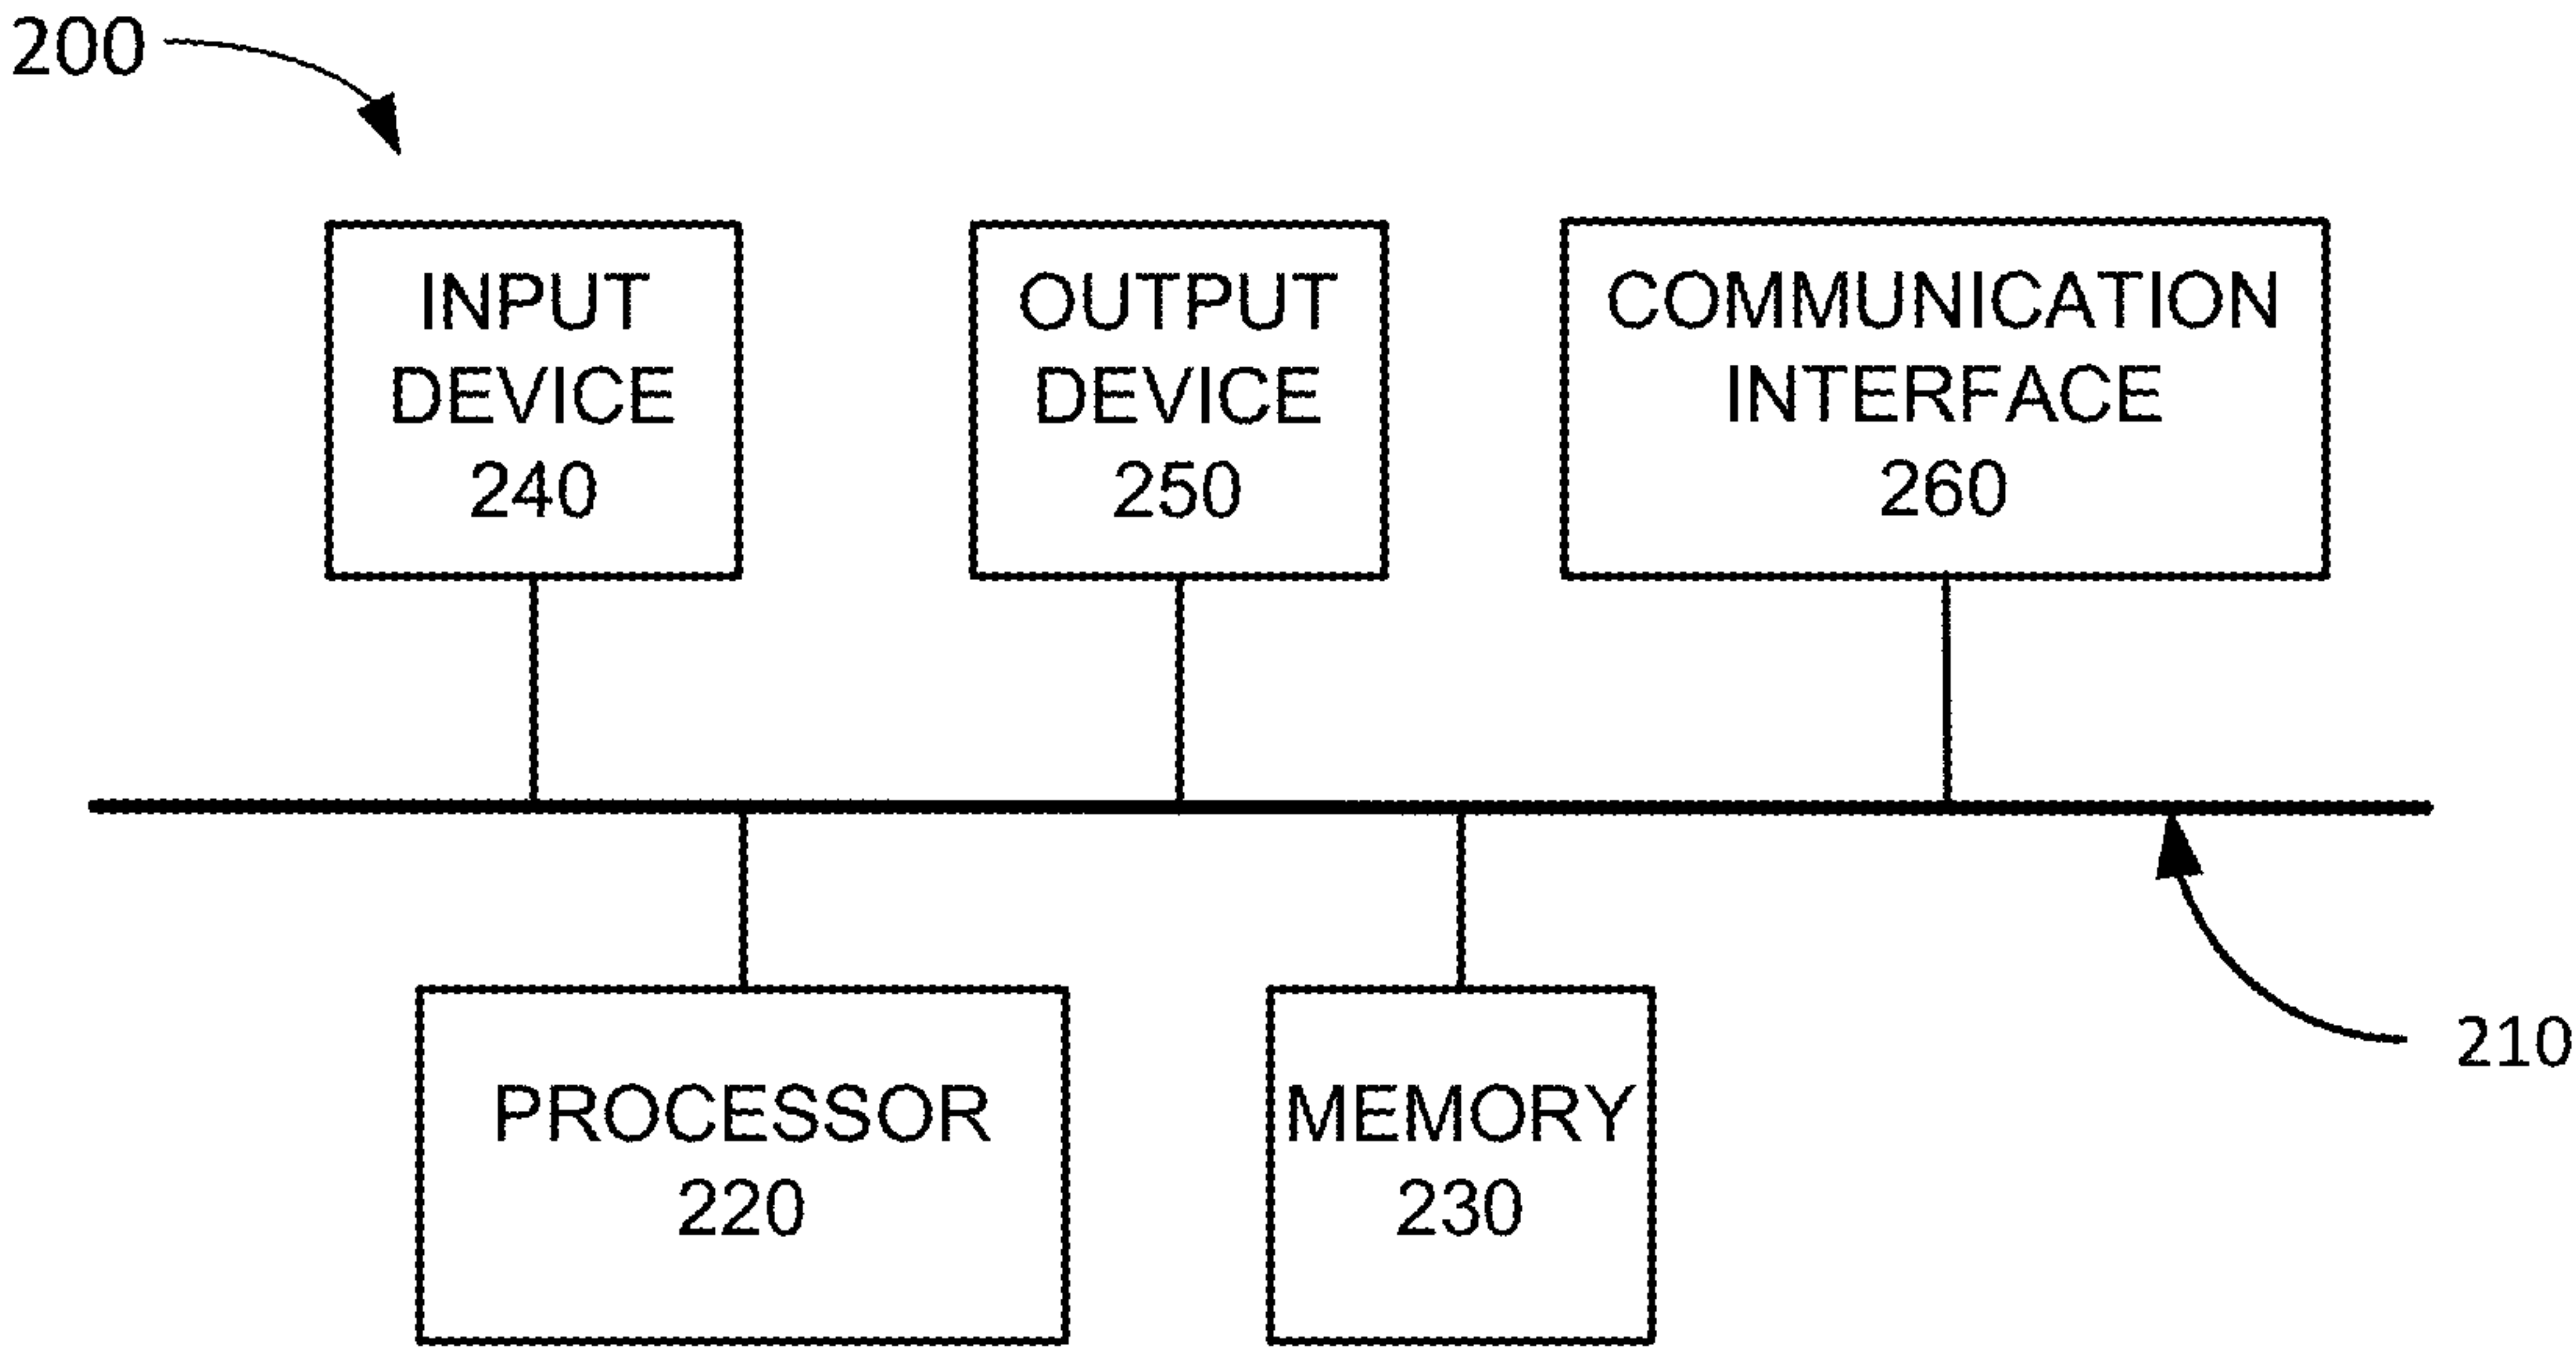 200
INPUT
DEVICE
240
OUTPUT
DEVICE
250
COMMUNICATION
INTERFACE
260
PROCESSOR
220
MEMORY
230
210